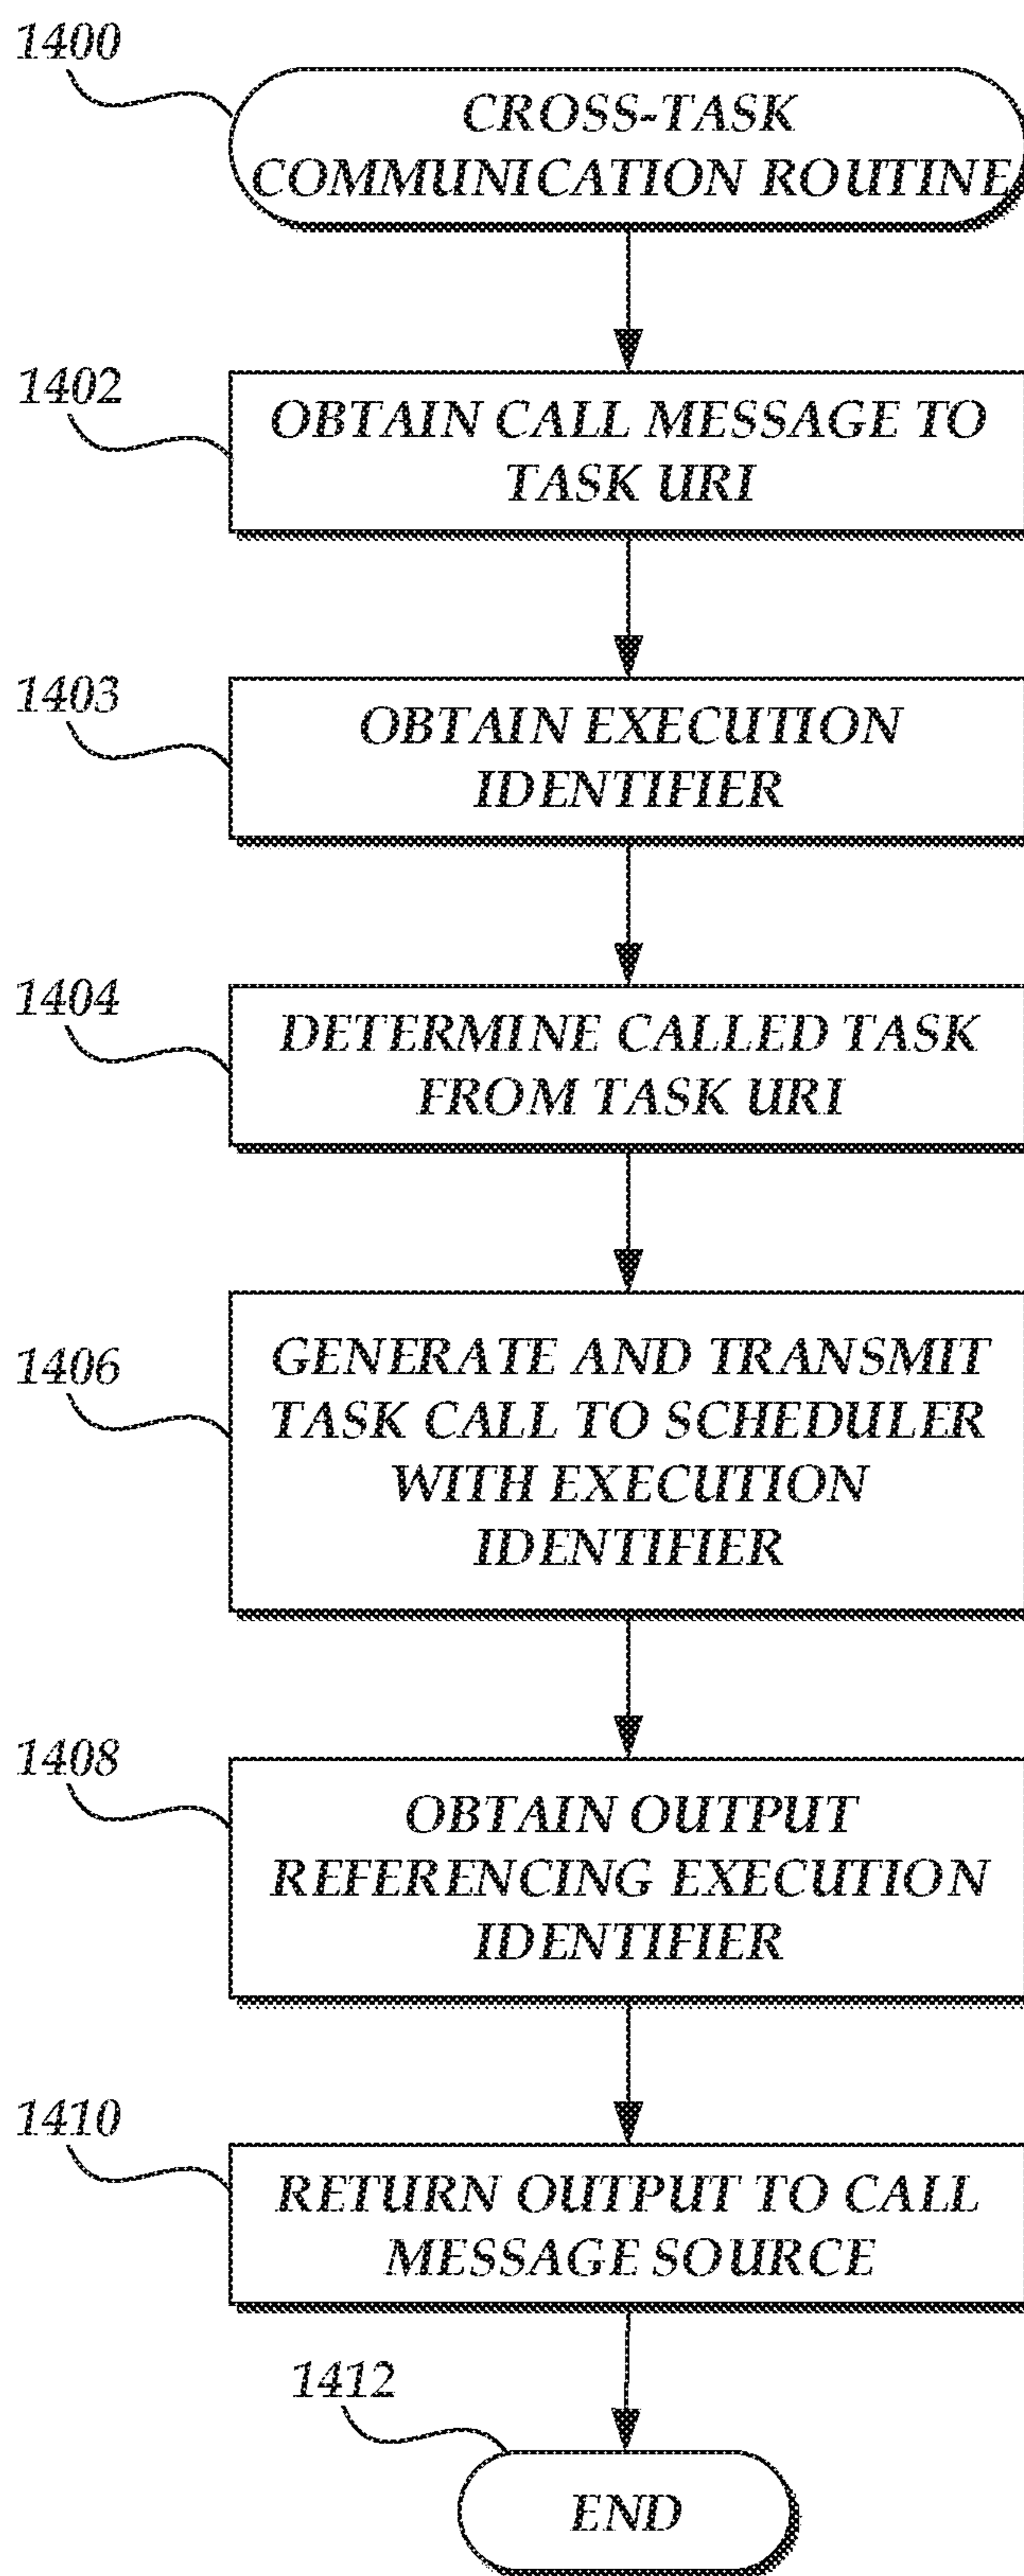 1400
CROSS-TASK
COMMUNICATION ROUTINE
1402
OBTAIN CALL MESSAGE TO
TASK URI
1403
OBTAIN EXECUTION
IDENTIFIER
1404
DETERMINE CALLED TASK
FROM TASK URI
1406
GENERATE AND TRANSMIT
TASK CALL TO SCHEDULER
WITH EXECUTION
IDENTIFIER
1408
OBTAIN OUTPUT
REFERENCING EXECUTION
IDENTIFIER
1410
RETURN OUTPUT TO CALL
MESSAGE SOURCE
1412
END